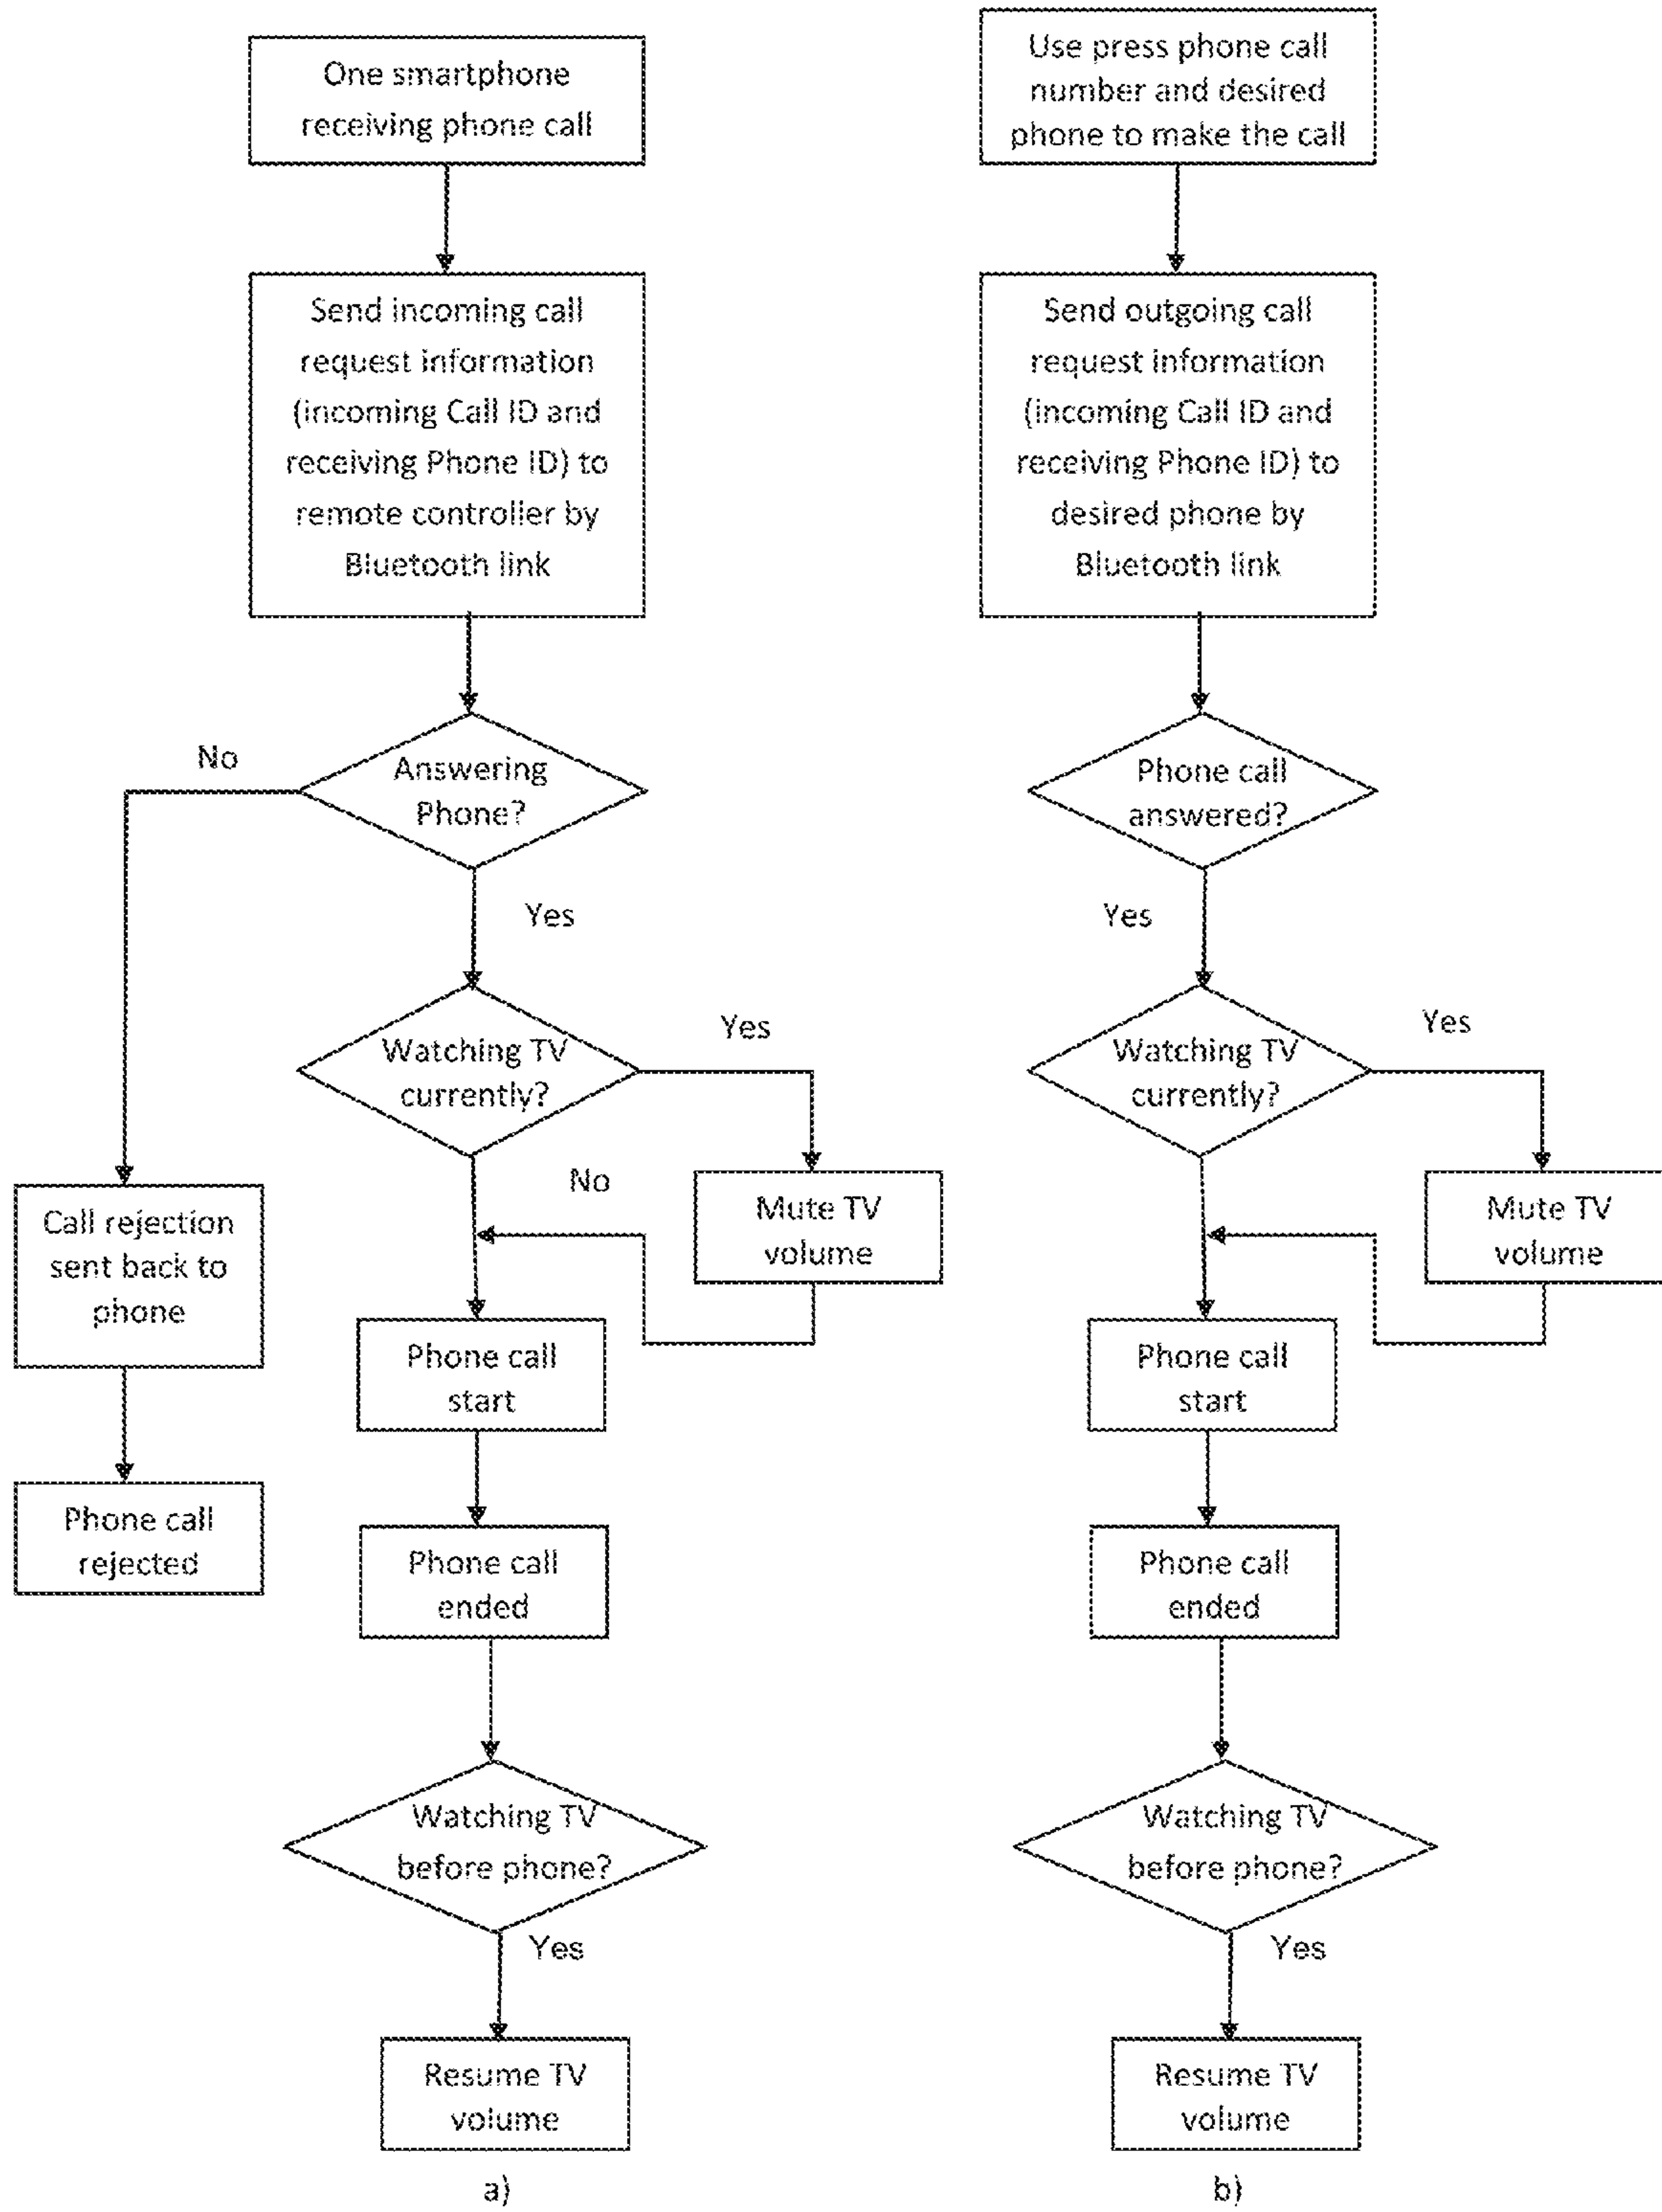 One smartphone
receiving phone call
Send incoming call
request information
(incoming Call ID and
receiving Phone ID) to
remote controller by
Bluetooth link
No
Answering
Phone?
Yes
Watching TV
currently?
Yes
No
Mute TV
volume
Call rejection
sent back to
phone
Phone call
rejected
Phone call
start
Phone call
ended
Watching TV
before phone?
Yes
Resume TV
volume
a)
Use press phone call
number and desired
phone to make the call
Send outgoing call
request information
(incoming Call ID and
receiving Phone ID) to
desired phone by
Bluetooth link
Phone call
answered?
Yes
Watching TV
currently?
Yes
Mute TV
volume
Phone call
start
Phone call
ended
Watching TV
before phone?
Yes
Resume TV
volume
b)